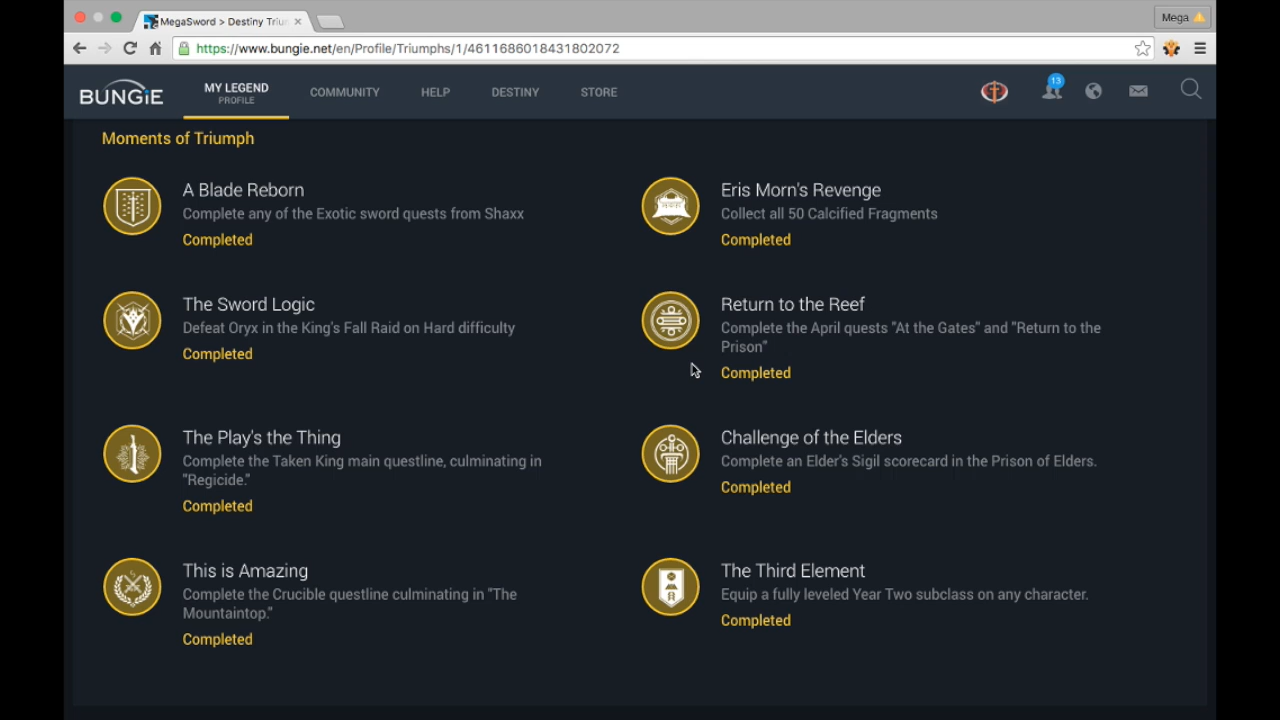 MegaSword > Destiny Triun
Mega
https://www.bungie.net/en/Profile/Triumphs/1/4611686018431802072
BUNGiE
MY LEGEND
PROFILE
COMMUNITY
HELP
DESTINY
STORE
13
Moments of Triumph
A Blade Reborn
Complete any of the Exotic sword quests from Shaxx
Completed
Eris Morn's Revenge
Collect all 50 Calcified Fragments
Completed
The Sword Logic
Defeat Oryx in the King's Fall Raid on Hard difficulty
Completed
Return to the Reef
Complete the April quests "At the Gates" and "Return to the
Prison"
Completed
The Play's the Thing
Complete the Taken King main questline, culminating in
"Regicide."
Completed
Challenge of the Elders
Complete an Elder's Sigil scorecard in the Prison of Elders.
Completed
This is Amazing
Complete the Crucible questline culminating in "The
Mountaintop."
Completed
The Third Element
Equip a fully leveled Year Two subclass on any character.
Completed